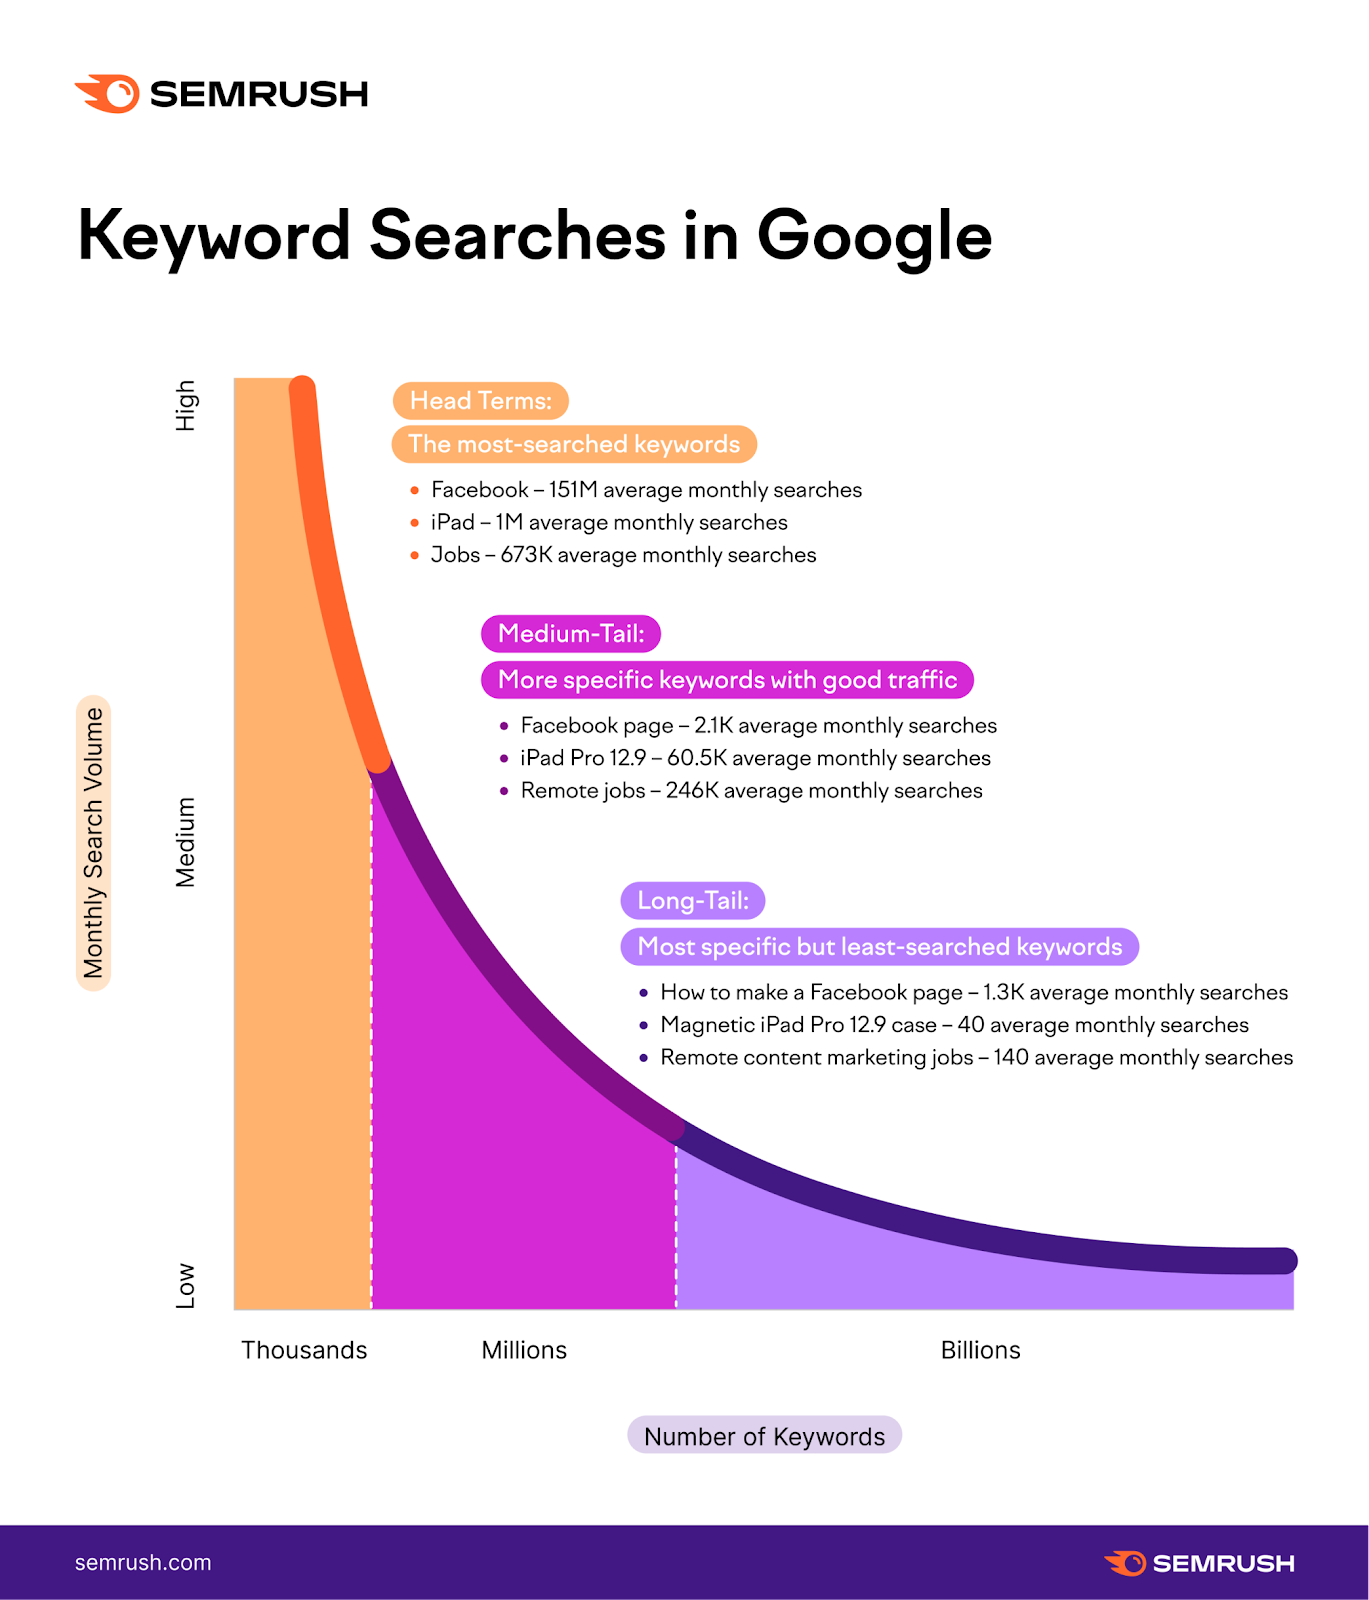 SEMRUSH
Keyword Searches in Google
High
Head Terms:
The most-searched keywords
• Facebook – 151M average monthly searches
• iPad – 1M average monthly searches
• Jobs – 673K average monthly searches
Medium-Tail:
More specific keywords with good traffic
• Facebook page – 2.1K average monthly searches
• iPad Pro 12.9 – 60.5K average monthly searches
• Remote jobs – 246K average monthly searches
Monthly Search Volume
Medium
Long-Tail:
Most specific but least-searched keywords
• How to make a Facebook page – 1.3K average monthly searches
• Magnetic iPad Pro 12.9 case – 40 average monthly searches
• Remote content marketing jobs – 140 average monthly searches
Low
Thousands
Millions
Billions
Number of Keywords
semrush.com
SEMRUSH